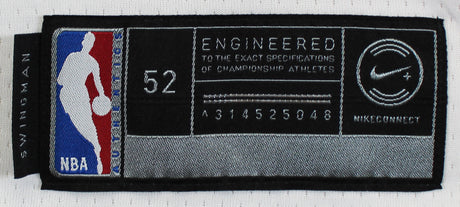 SWINGMAN
NBA
AUTHENTICS
52
ENGINEERED
TO THE EXACT SPECIFICATIONS
OF CHAMPIONSHIP ATHLETES
^314525048
NIKECONNECT